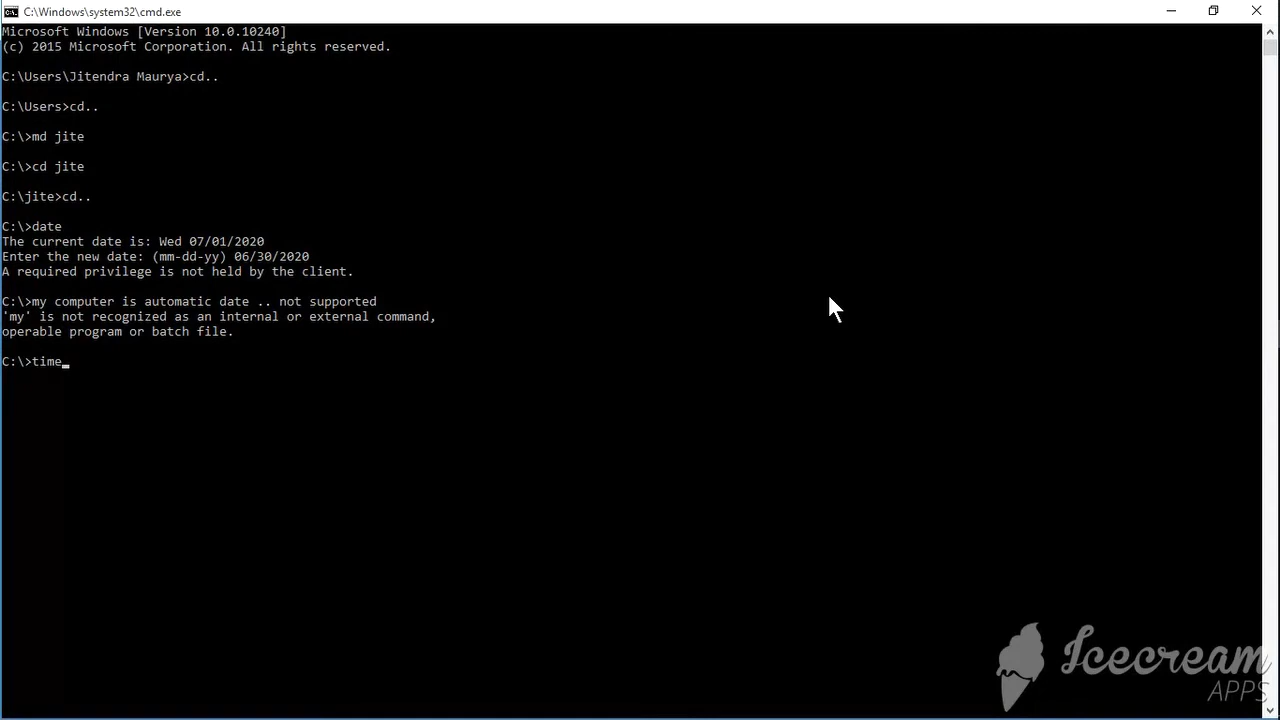 C:\Windows\system32\cmd.exe
Microsoft Windows [Version 10.0.10240]
(c) 2015 Microsoft Corporation. All rights reserved.
C:\Users\Jitendra Maurya>cd..
C:\Users>cd..
C:\>md jite
C:\>cd jite
C:\jite>cd..
C:\>date
The current date is: Wed 07/01/2020
Enter the new date: (mm-dd-yy) 06/30/2020
A required privilege is not held by the client.
C:\>my computer is automatic date .. not supported
'my' is not recognized as an internal or external command,
operable program or batch file.
C:\>time
Icecream
APPS